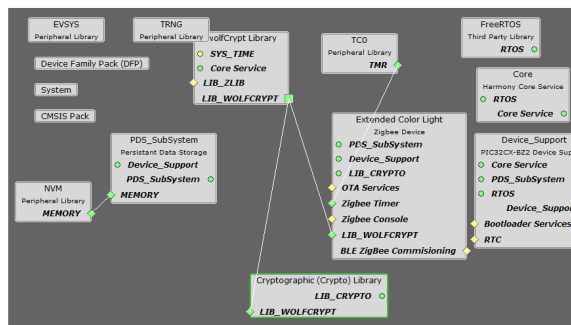 EVSYS
Peripheral Library
TRNG
Peripheral Library
wolfCrypt Library
SYS_TIME
Core Service
LIB_ZLIB
LIB_WOLFCRYPT
TC0
Peripheral Library
TMR
FreeRTOS
Third Party Library
RTOS
Device Family Pack (DFP)
System
CMSIS Pack
Core
Harmony Core Service
RTOS
Core Service
PDS_SubSystem
Persistant Data Storage
Device_Support
PDS_SubSystem
MEMORY
NVM
Peripheral Library
MEMORY
Extended Color Light
Zigbee Device
PDS_SubSystem
Device_Support
LIB_CRYPTO
OTA Services
Zigbee Timer
Zigbee Console
LIB_WOLFCRYPT
BLE ZigBee Commisioning
Device_Support
PIC32CX-BZ2 Device Sup
Core Service
PDS_SubSystem
RTOS
Device_Suppo
Bootloader Services
RTC
Cryptographic (Crypto) Library
LIB_CRYPTO
LIB_WOLFCRYPT